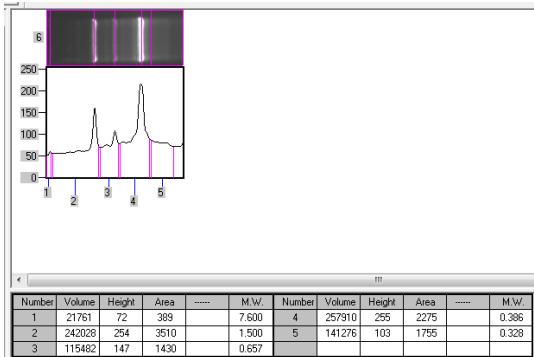 6
250
200
150
100
50
0
1 2 3 4 5
Number Volume Height Area ------ M.W. Number Volume Height Area ------ M.W.
1 21761 72 389 7.600 4 257910 255 2275 0.386
2 242028 254 3510 1.500 5 141276 103 1755 0.328
3 115482 147 1430 0.657